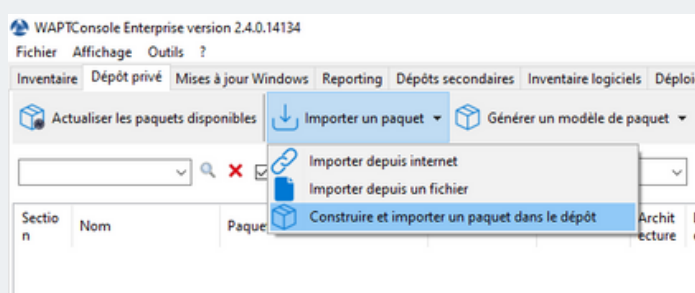 WAPTConsole Enterprise version 2.4.0.14134
Fichier Affichage Outils ?
Inventaire Dépôt privé Mises à jour Windows Reporting Dépôts secondaires Inventaire logiciels Déploi
Actualiser les paquets disponibles Importer un paquet Générer un modèle de paquet
Importer depuis internet
Importer depuis un fichier
Construire et importer un paquet dans le dépôt
Sectio
n
Nom
Paque
Archit
ecture